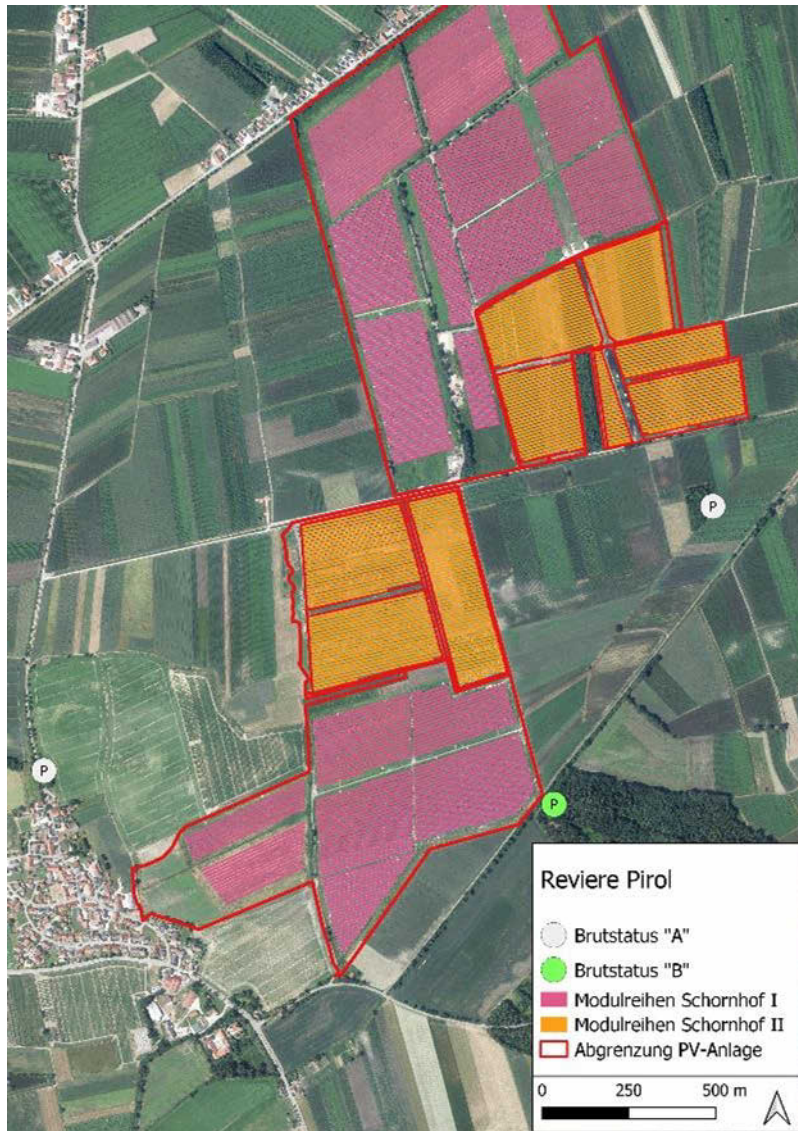 P
P
P
Reviere Pirol
Brutstatus "A"
Brutstatus "B"
Modulreihen Schornhof I
Modulreihen Schornhof II
Abgrenzung PV-Anlage
0 250 500 m